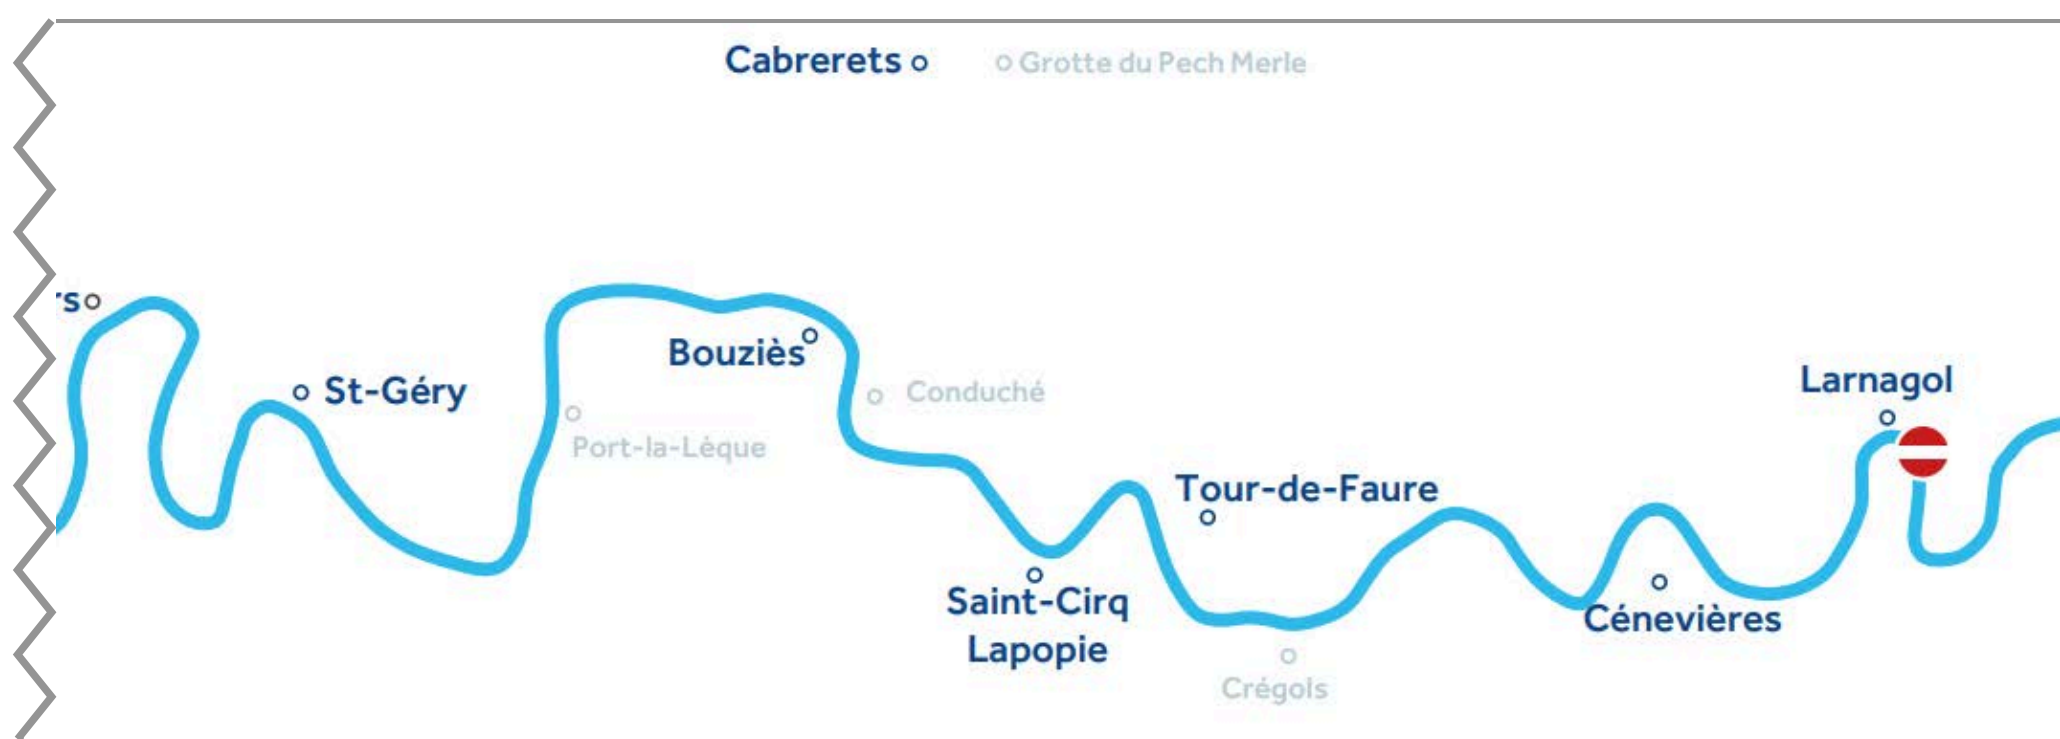 Cabrerets
Grotte du Pech Merle
rs
St-Géry
Bouziès
Conduché
Port-la-Lèque
Larnagol
Tour-de-Faure
Saint-Cirq
Lapopie
Cénevières
Crégols